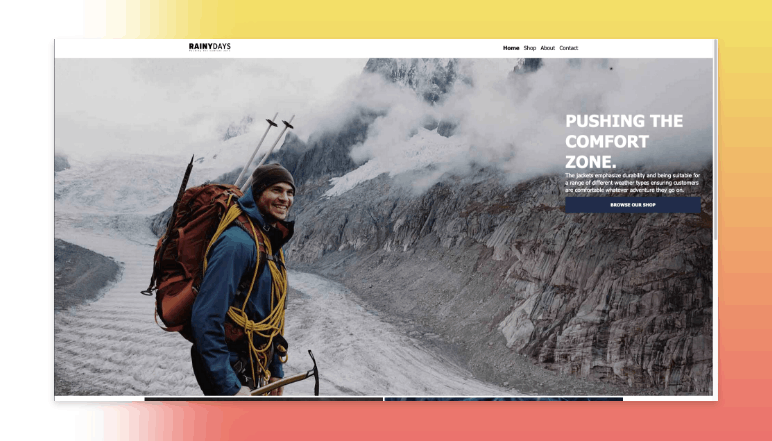 RAINYDAYS
Home Shop About Contact
PUSHING THE
COMFORT
ZONE.
The jackets emphasize durability and being suitable for
a range of different weather types ensuring customers
are comfortable whatever adventure they go on.
BROWSE OUR SHOP